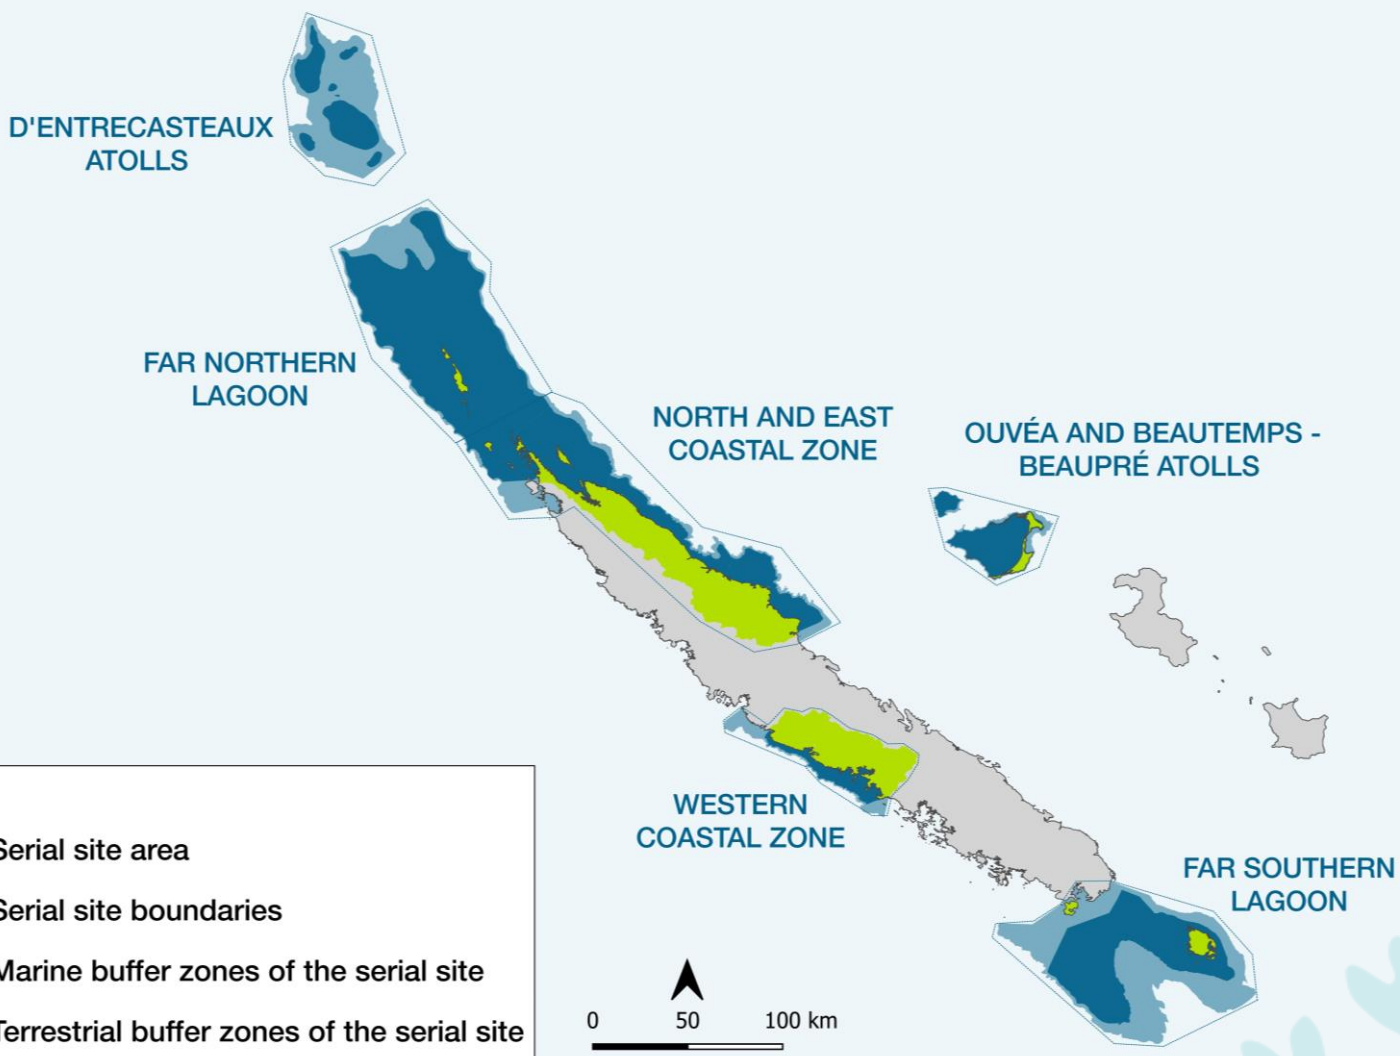 D'ENTRECASTEAUX
ATOLLS
FAR NORTHERN
LAGOON
NORTH AND EAST
COASTAL ZONE
OUVÉA AND BEAUTEMPS -
BEAUPRÉ ATOLLS
WESTERN
COASTAL ZONE
FAR SOUTHERN
LAGOON
Serial site area
Serial site boundaries
Marine buffer zones of the serial site
Terrestrial buffer zones of the serial site
0 50 100 km